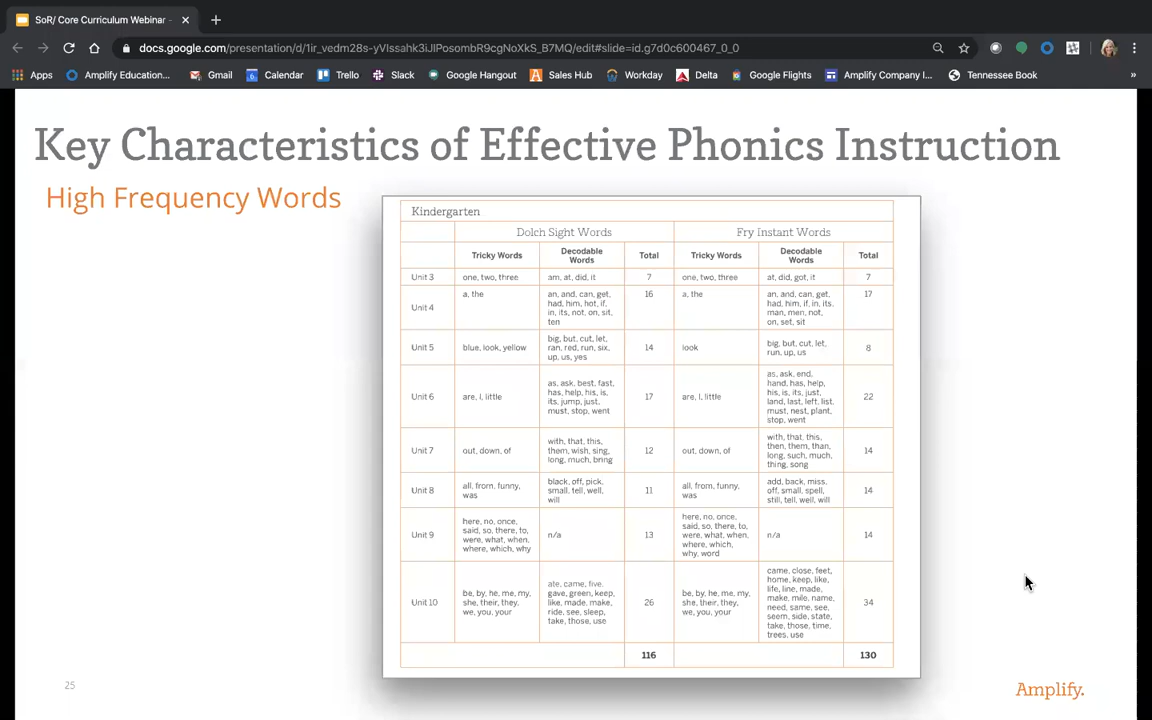 SoR/ Core Curriculum Webinar -
docs.google.com/presentation/d/1ir_vedm28s-yVIssahk3iJIPosombR9cgNoXkS_B7MQ/edit#slide=id.g7d0c600467_0_0
Apps Amplify Education... Gmail Calendar Trello Slack Google Hangout Sales Hub Workday Delta Google Flights Amplify Company I... Tennesee Book »
Key Characteristics of Effective Phonics Instruction
High Frequency Words
Kindergarten
Dolch Sight Words Fry Instant Words
Tricky Words Decodable Words Total Tricky Words Decodable Words Total
Unit 3 one, two, three am, at, did, it 7 one, two, three at, did, got, it 7
Unit 4 a, the an, and, can, get, had, him, hot, if, in, its, not, on, sit, ten 16 a, the an, and, can, get, had, him, if, in, its, man, men, not, on, set, sit 17
Unit 5 blue, look, yellow big, but, cut, let, ran, red, run, six, up, us, yes 14 look big, but, cut, let, run, up, us 8
Unit 6 are, I, little as, ask, best, fast, has, help, his, is, its, jump, just, must, stop, went 17 are, I, little as, ask, end, hand, has, help, his, is, its, just, land, last, left, list, must, nest, plant, stop, went 22
Unit 7 out, down, of with, that, this, them, wish, sing, long, much, bring 12 out, down, of with, that, this, then, them, than, long, such, much, thing, song 14
Unit 8 all, from, funny, was black, off, pick, small, tell, well, will 11 all, from, funny, was add, back, miss, off, small, spell, still, tell, well, will 14
Unit 9 here, no, once, said, so, there, to, were, what, when, where, which, why n/a 13 here, no, once, said, so, there, to, were, what, when, where, which, why, word n/a 14
Unit 10 be, by, he, me, my, she, their, they, we, you, your ate, came, five, gave, green, keep, like, made, make, ride, see, sleep, take, those, use 26 be, by, he, me, my, she, their, they, we, you, your came, close, feet, home, keep, like, life, line, made, make, mile, name, need, same, see, seem, side, state, take, those, time, trees, use 34
116 130
25
Amplify.